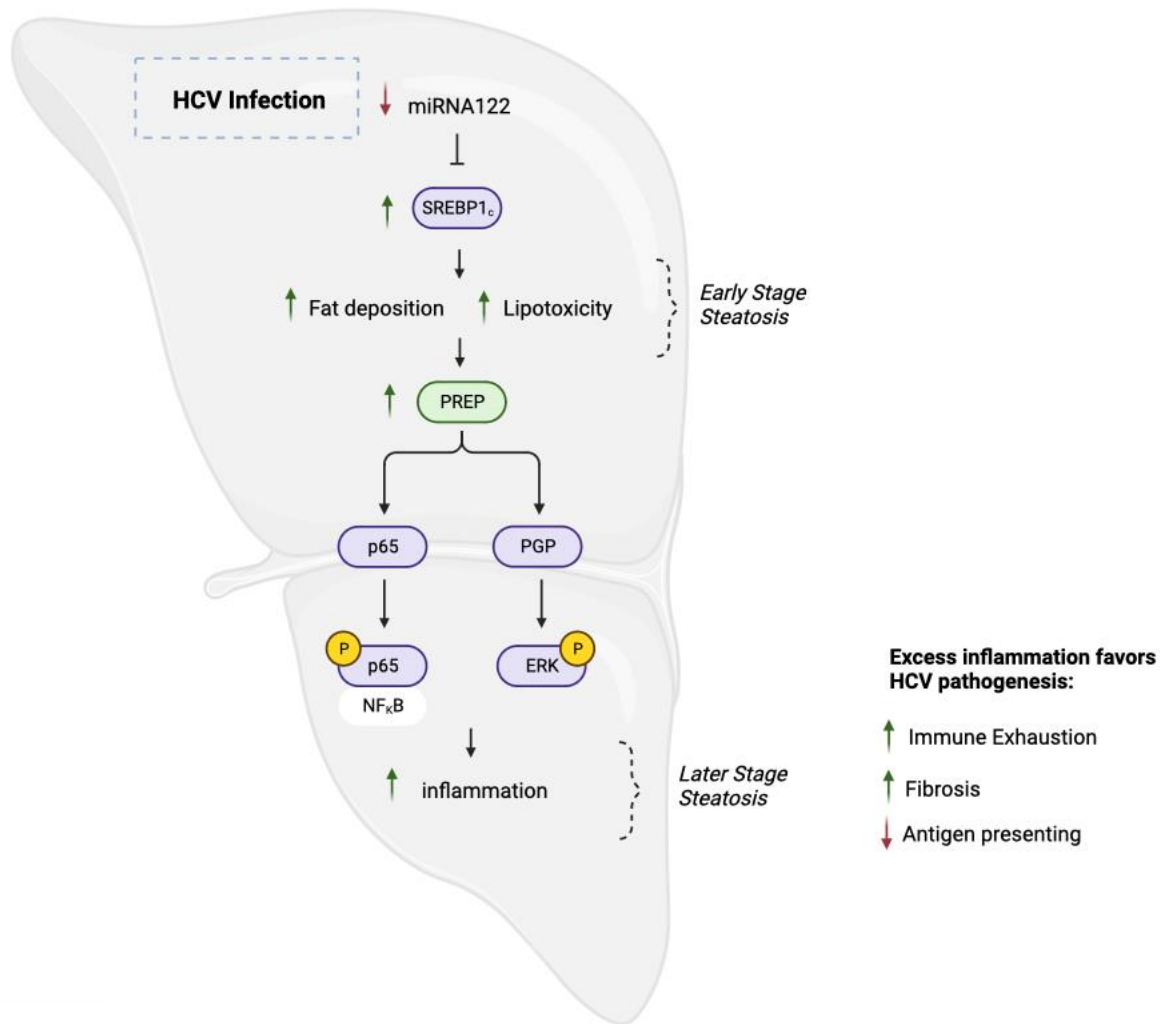 HCV Infection
miRNA122
SREBP1c
Fat deposition
Lipotoxicity
Early Stage
Steatosis
PREP
p65
PGP
P
p65
NFκB
ERK
P
inflammation
Later Stage
Steatosis
Excess inflammation favors
HCV pathogenesis:
Immune Exhaustion
Fibrosis
Antigen presenting